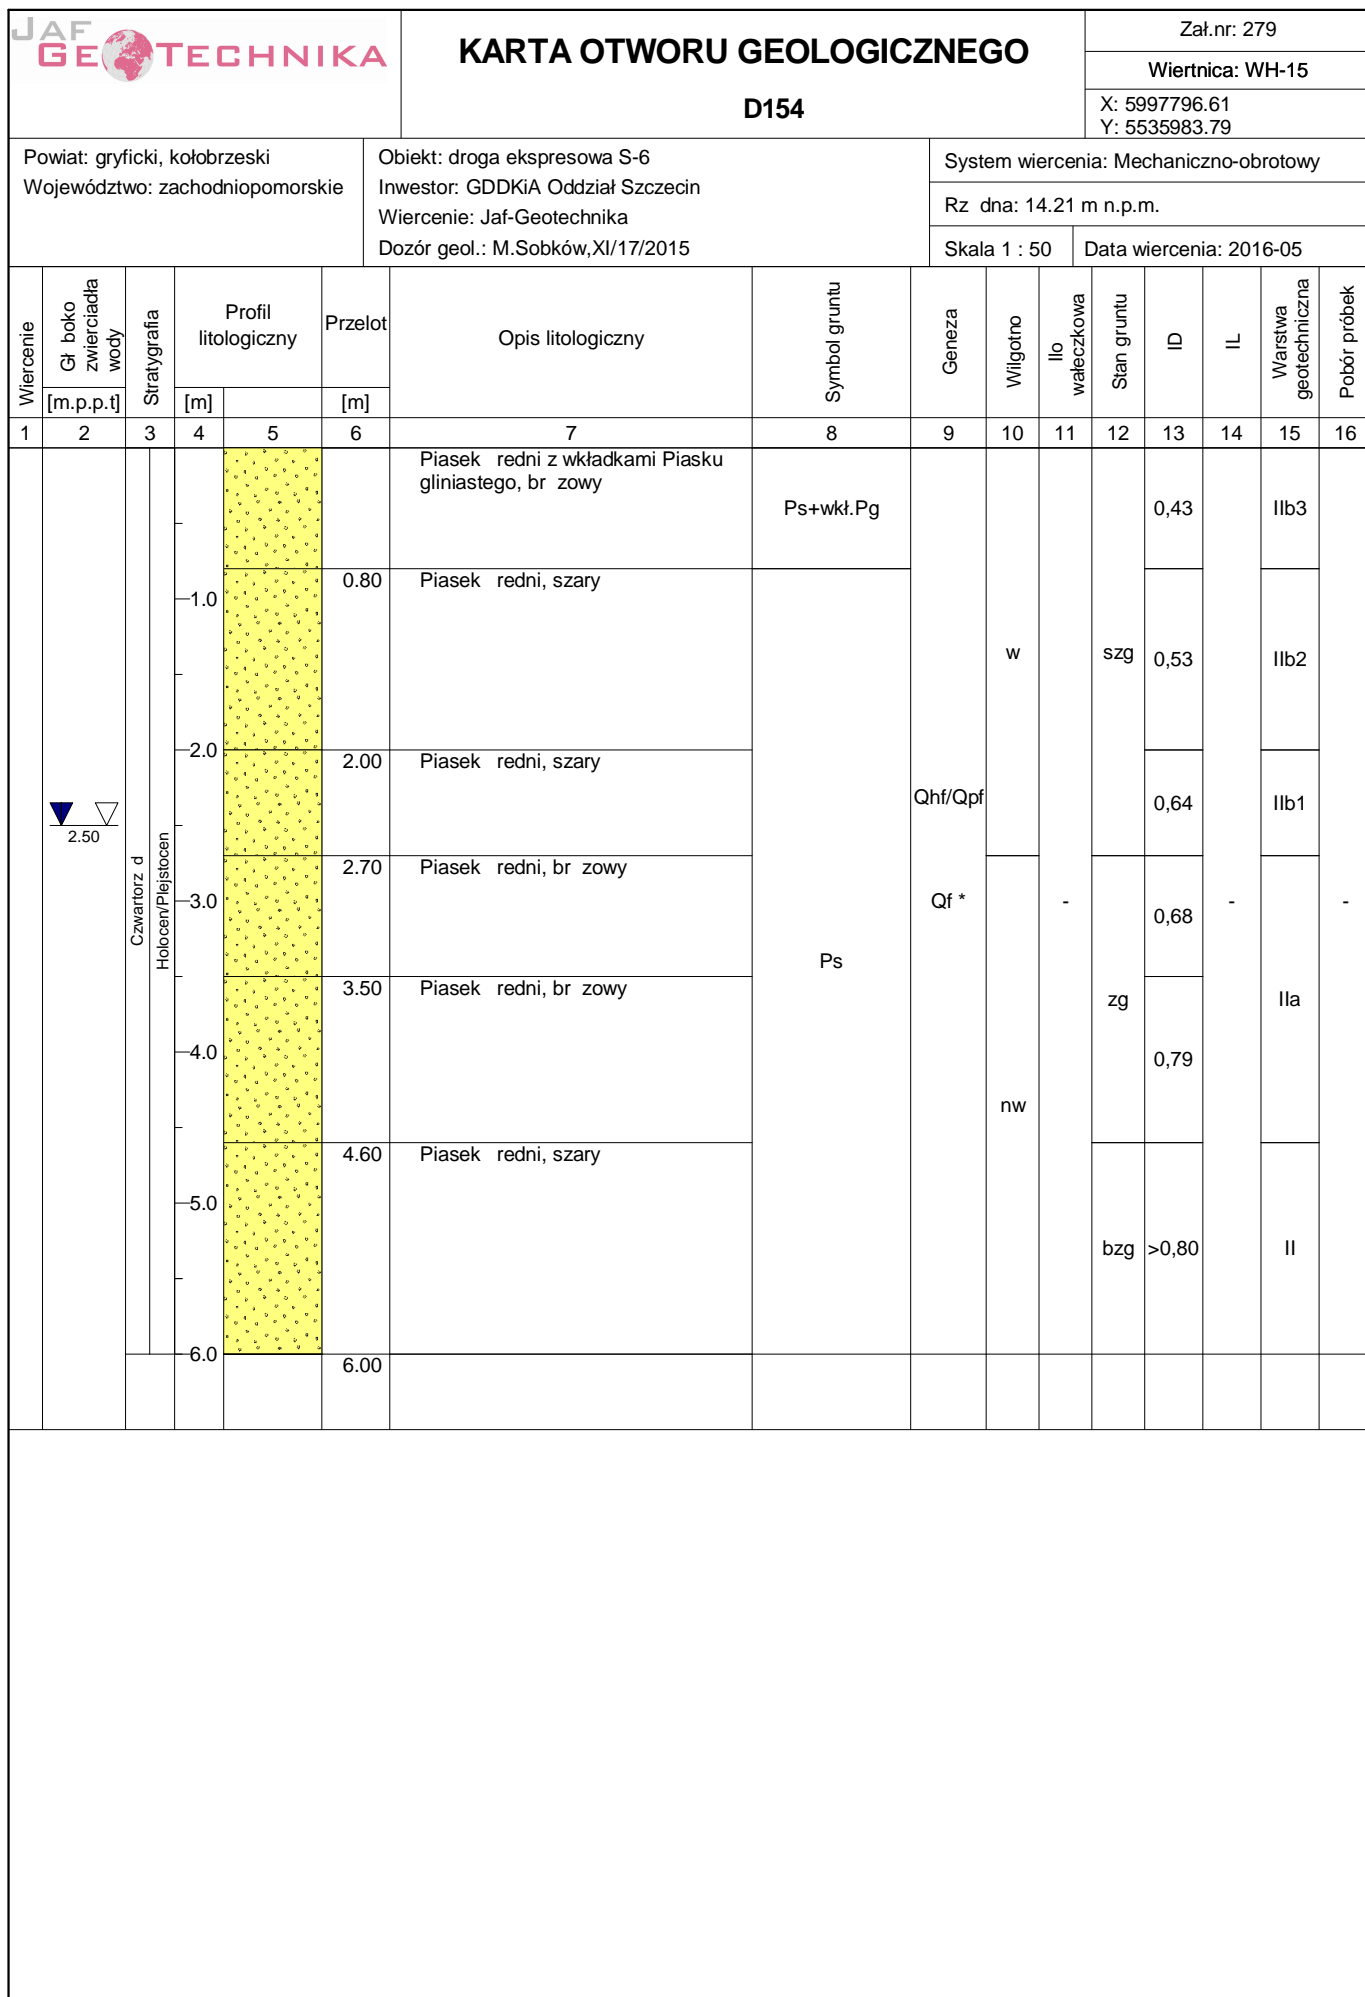 JAF
GEOTECHNIKA
KARTA OTWORU GEOLOGICZNEGO
D154
Zał.nr: 279
Wiertnica: WH-15
X: 5997796.61
Y: 5535983.79
Powiat: gryficki, kołobrzeski
Województwo: zachodniopomorskie
Obiekt: droga ekspresowa S-6
Inwestor: GDDKiA Oddział Szczecin
Wiercenie: Jaf-Geotechnika
Dozór geol.: M.Sobków,XI/17/2015
System wiercenia: Mechaniczno-obrotowy
Rz dna: 14.21 m n.p.m.
Skala 1 : 50
Data wiercenia: 2016-05
Wiercenie
Gł boko
zwierciadła
wody
[m.p.p.t]
Stratygrafia
Profil
litologiczny
[m]
Przelot
[m]
Opis litologiczny
Symbol gruntu
Geneza
Wilgotno
Ilo
wałeczkowa
Stan gruntu
ID
IL
Warstwa
geotechniczna
Pobór próbek
1 2 3 4 5 6 7 8 9 10 11 12 13 14 15 16
Piasek redni z wkładkami Piasku
gliniastego, br zowy
Ps+wkł.Pg
0,43
IIb3
0.80 Piasek redni, szary
1.0
w
szg
0,53
IIb2
2.0
2.00 Piasek redni, szary
Qhf/Qpf
0,64
IIb1
2.50
Czwartorz d
Holocen/Plejstocen
2.70 Piasek redni, br zowy
3.0
Qf *
-
0,68
-
-
Ps
3.50 Piasek redni, br zowy
zg
IIa
4.0
0,79
nw
4.60 Piasek redni, szary
5.0
bzg
>0,80
II
6.0
6.00